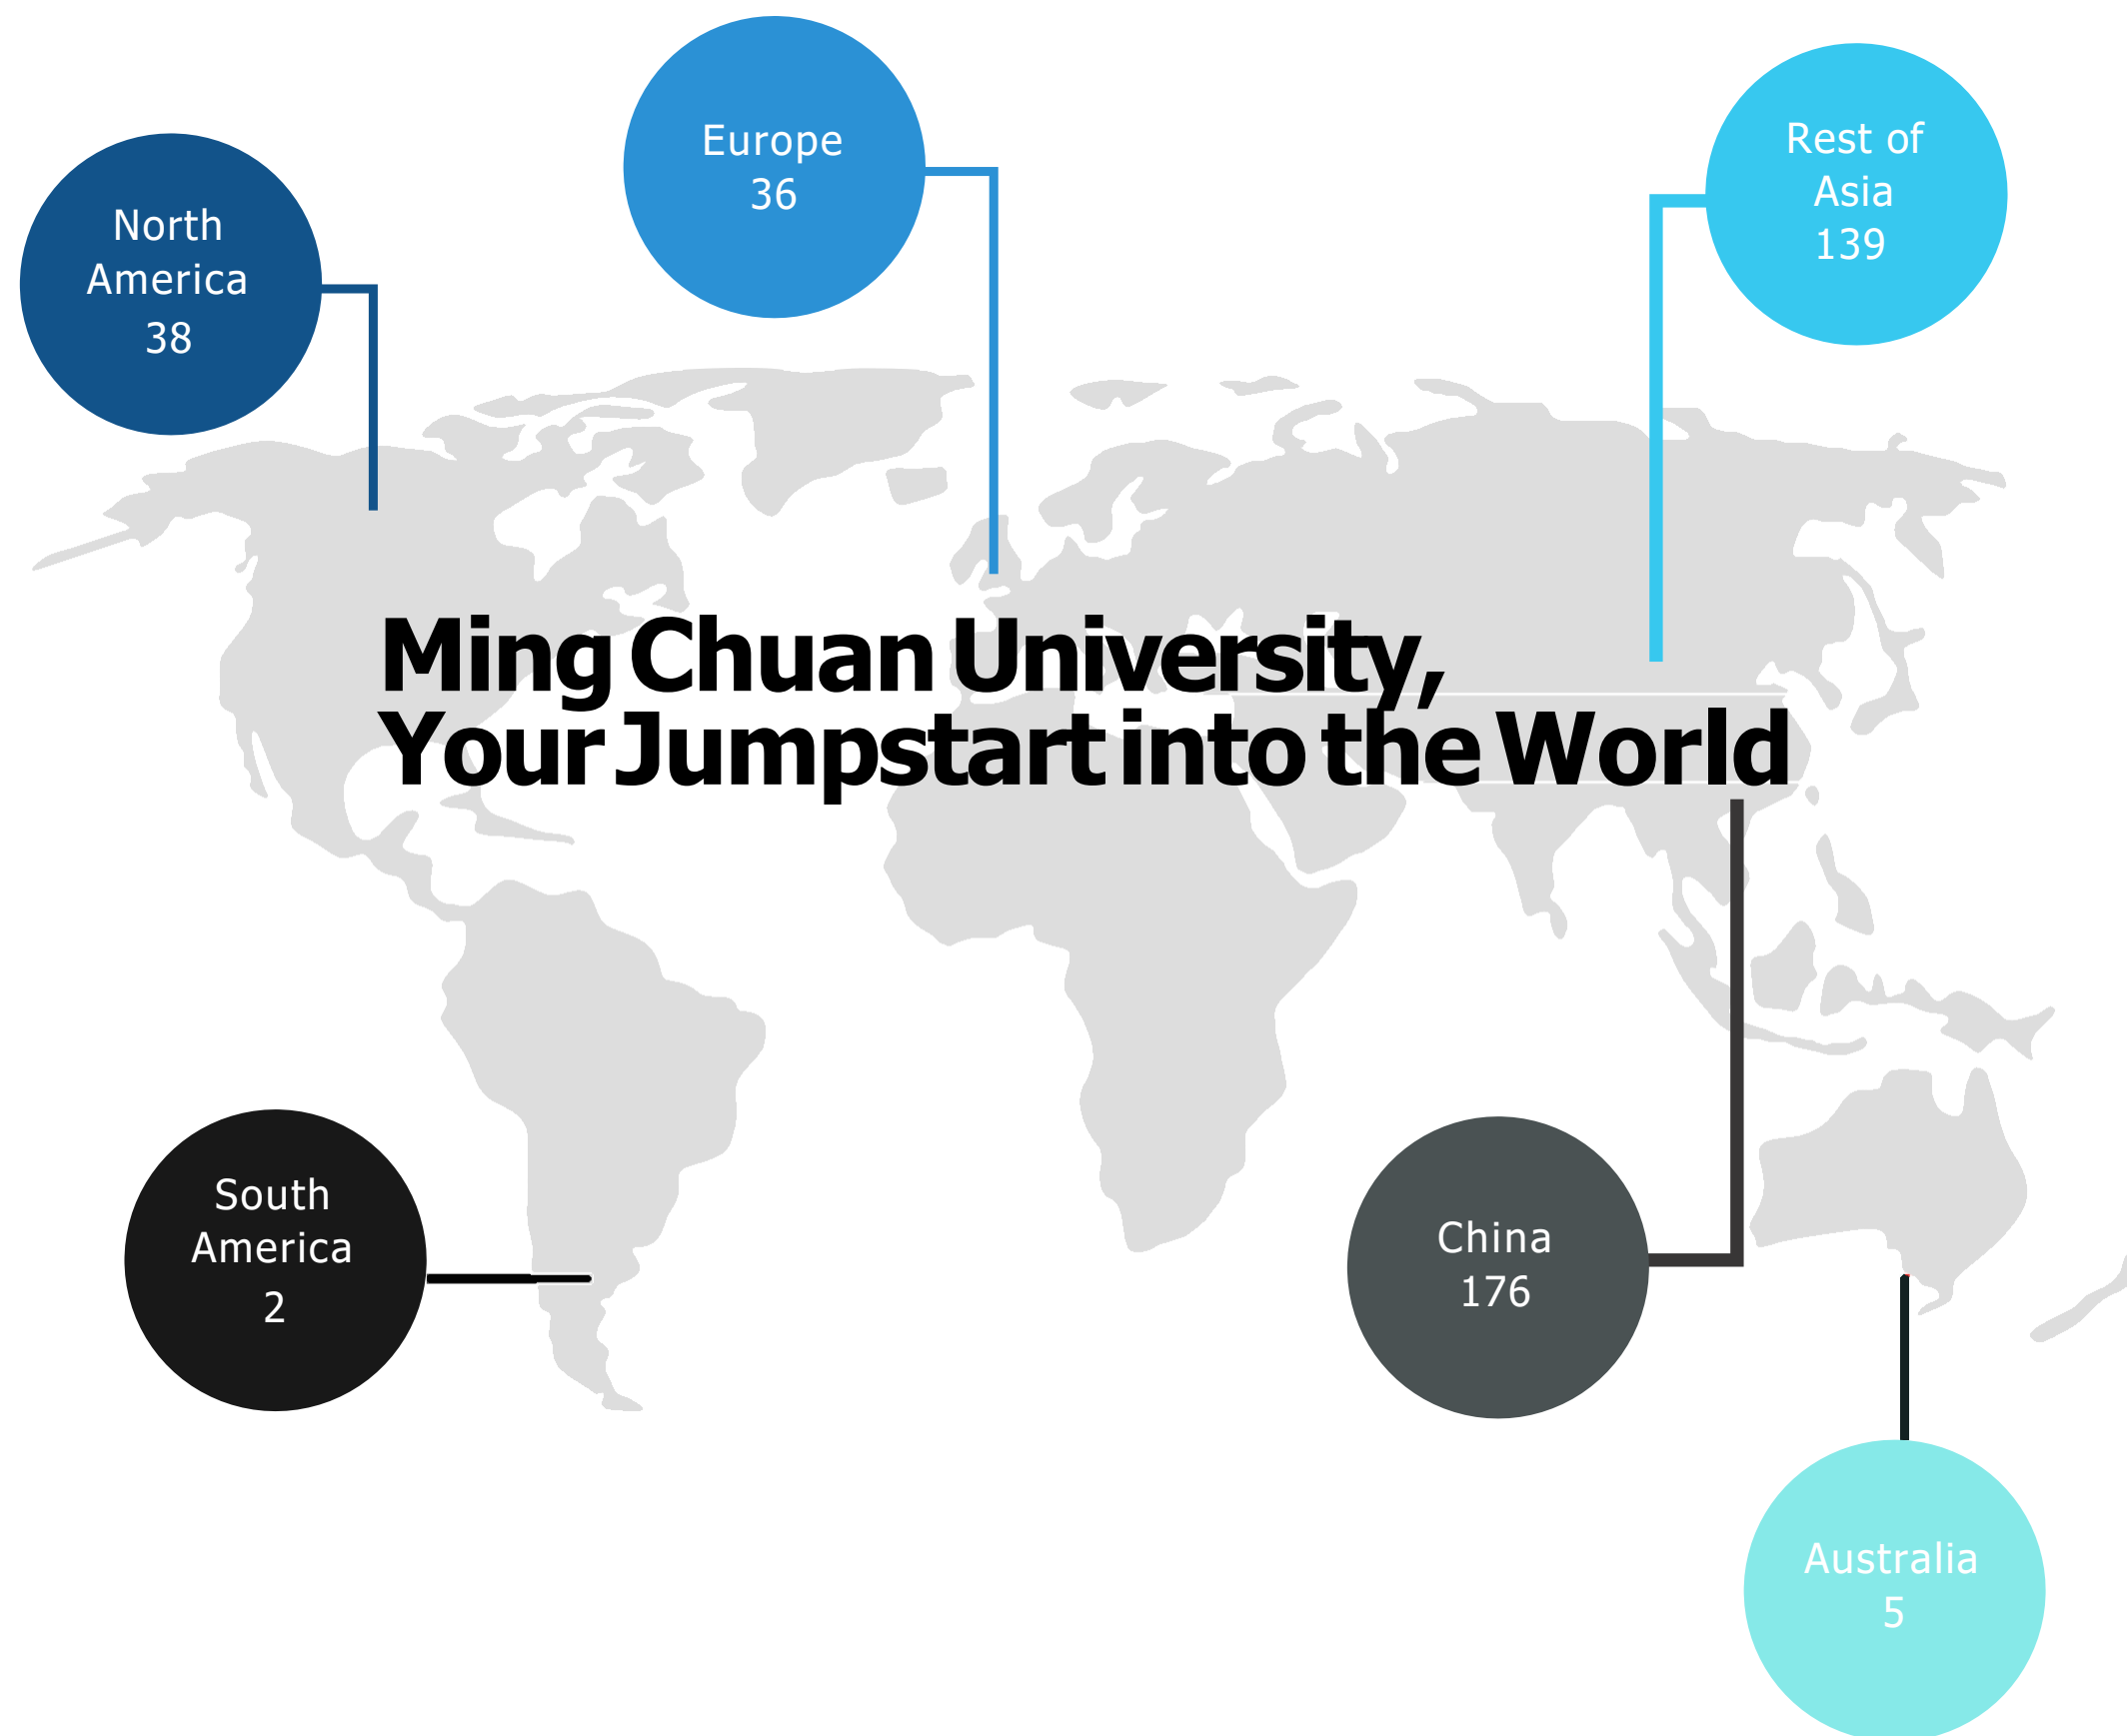 Europe
36
Rest of
Asia
139
North
America
38
Ming Chuan University,
Your Jumpstart into the World
South
America
2
China
176
Australia
5